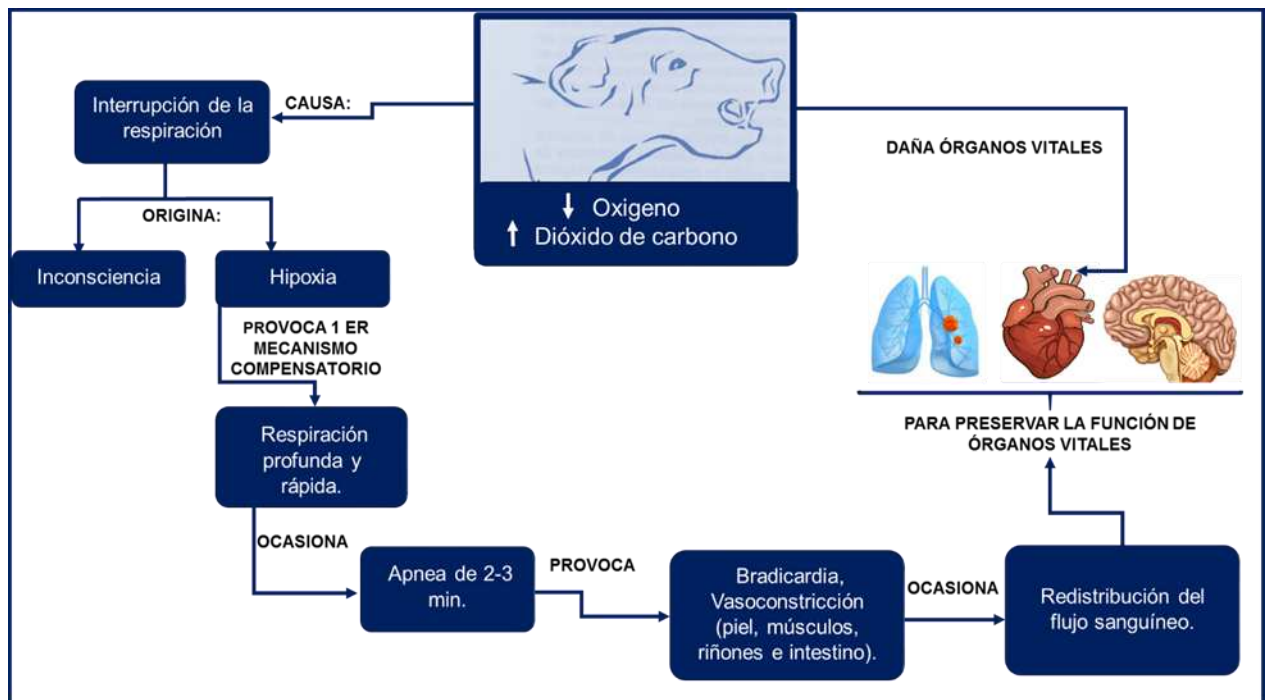 Interrupción de la
respiración
CAUSA:
Oxigeno
Dióxido de carbono
DAÑA ÓRGANOS VITALES
ORIGINA:
Inconsciencia
Hipoxia
PROVOCA 1 ER
MECANISMO
COMPENSATORIO
Respiración
profunda y
rápida.
OCASIONA
Apnea de 2-3
min.
PROVOCA
Bradicardia,
Vasoconstricción
(piel, músculos,
riñones e intestino).
OCASIONA
Redistribución del
flujo sanguíneo.
PARA PRESERVAR LA FUNCIÓN DE
ÓRGANOS VITALES